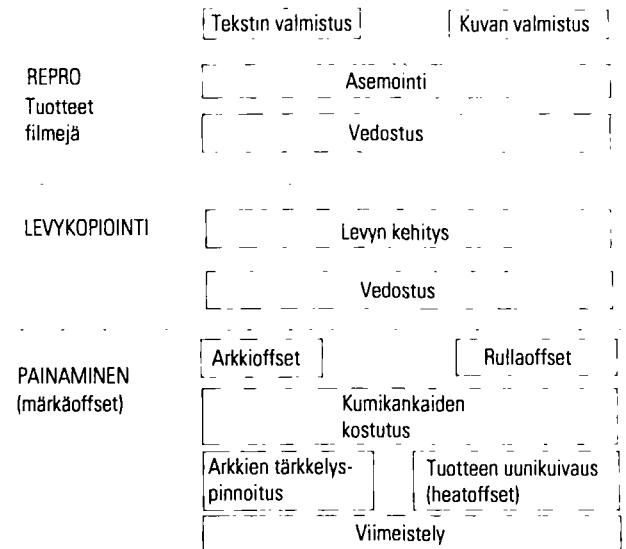 Tekstin valmistus Kuvan valmistus
REPRO
Tuotteet
filmejä
Asemointi
Vedostus
LEVYKOPIOINTI
Levyn kehitys
Vedostus
PAINAMINEN
(märkäoffset)
Arkkioffset Rullaoffset
Kumikankaiden
kostutus
Arkkien tärkkelys-
pinnoitus
Tuotteen uunikuivaus
(heatoffset)
Viimeistely